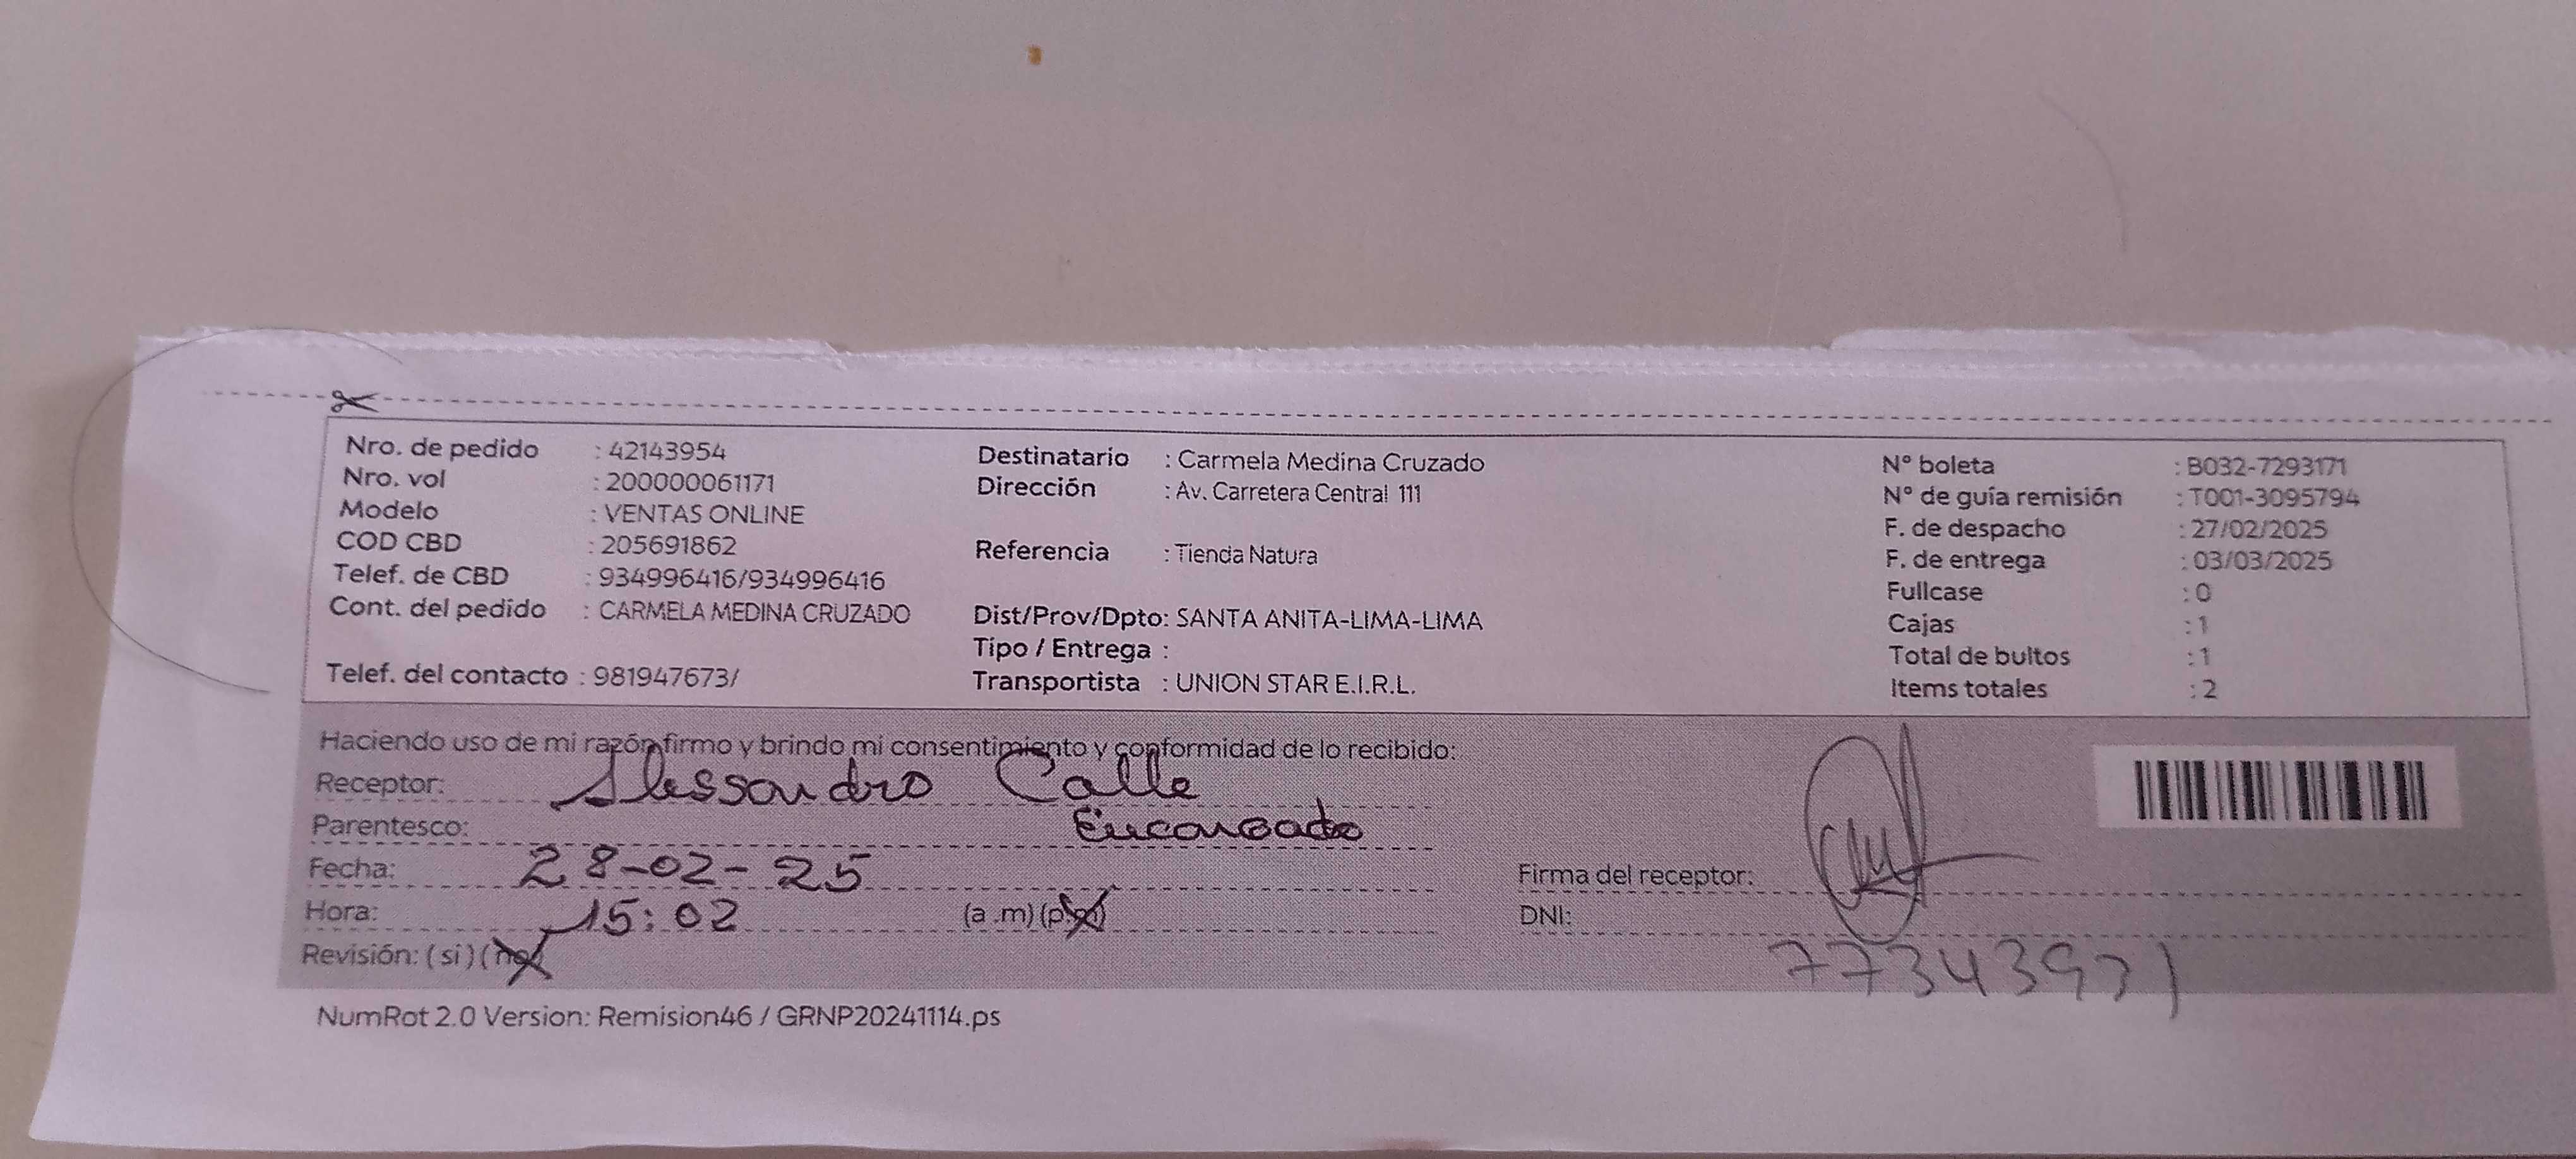 Nro. de pedido : 42143954
Nro. vol : 200000061171
Modelo : VENTAS ONLINE
COD CBD : 205691862
Telef. de CBD : 934996416/934996416
Cont. del pedido : CARMELA MEDINA CRUZADO
Telef. del contacto : 981947673/
Destinatario : Carmela Medina Cruzado
Dirección : Av. Carretera Central 111
Referencia : Tienda Natura
Dist/Prov/Dpto: SANTA ANITA-LIMA-LIMA
Tipo / Entrega :
Transportista : UNION STAR E.I.R.L.
N° boleta : B032-7293171
N° de guía remisión : T001-3095794
F. de despacho : 27/02/2025
F. de entrega : 03/03/2025
Fullcase : 0
Cajas : 1
Total de bultos : 1
Items totales : 2
Haciendo uso de mi razón firmo y brindo mi consentimiento y conformidad de lo recibido:
Receptor: Alessandro Calle
Parentesco: Encargado
Fecha: 28-02-25
Hora: 15:02 (a .m) (p.m)
Revisión: ( si ) ( no )
Firma del receptor:
DNI:
77343931
NumRot 2.0 Version: Remision46 / GRNP20241114.ps